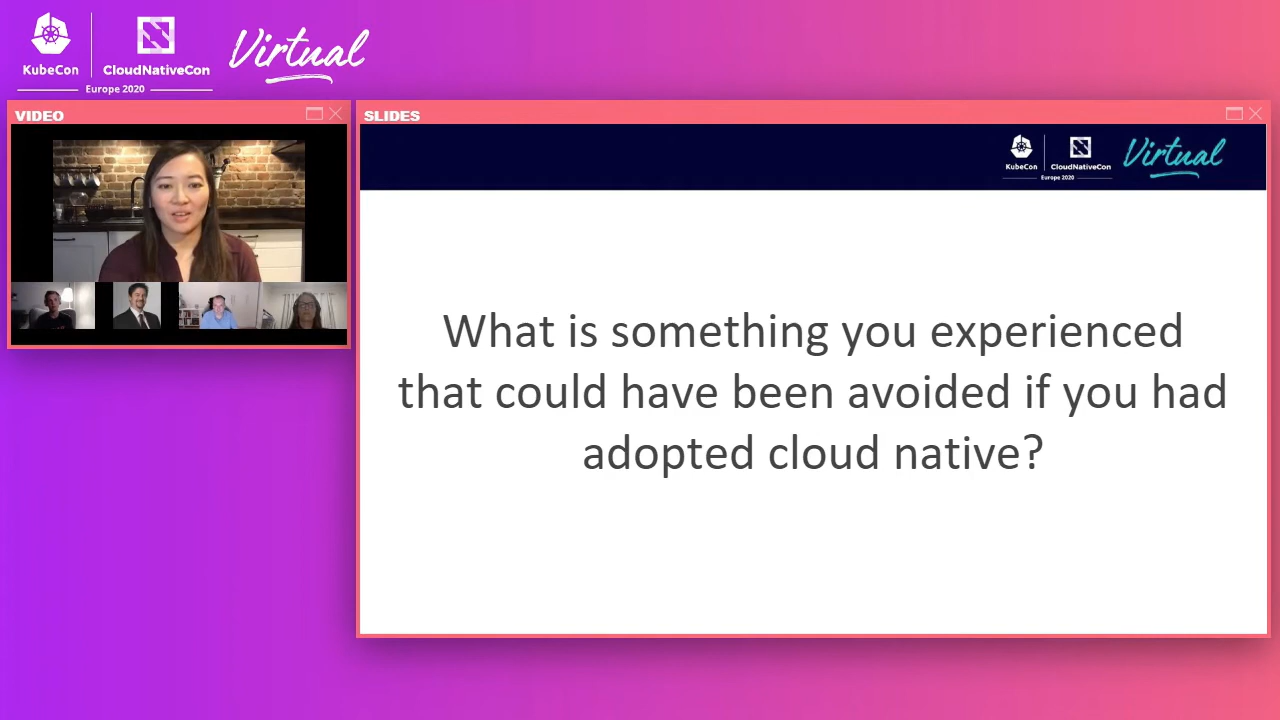 KubeCon
CloudNativeCon
Virtual
Europe 2020
VIDEO
SLIDES
KubeCon
CloudNativeCon
Virtual
Europe 2020
What is something you experienced
that could have been avoided if you had
adopted cloud native?